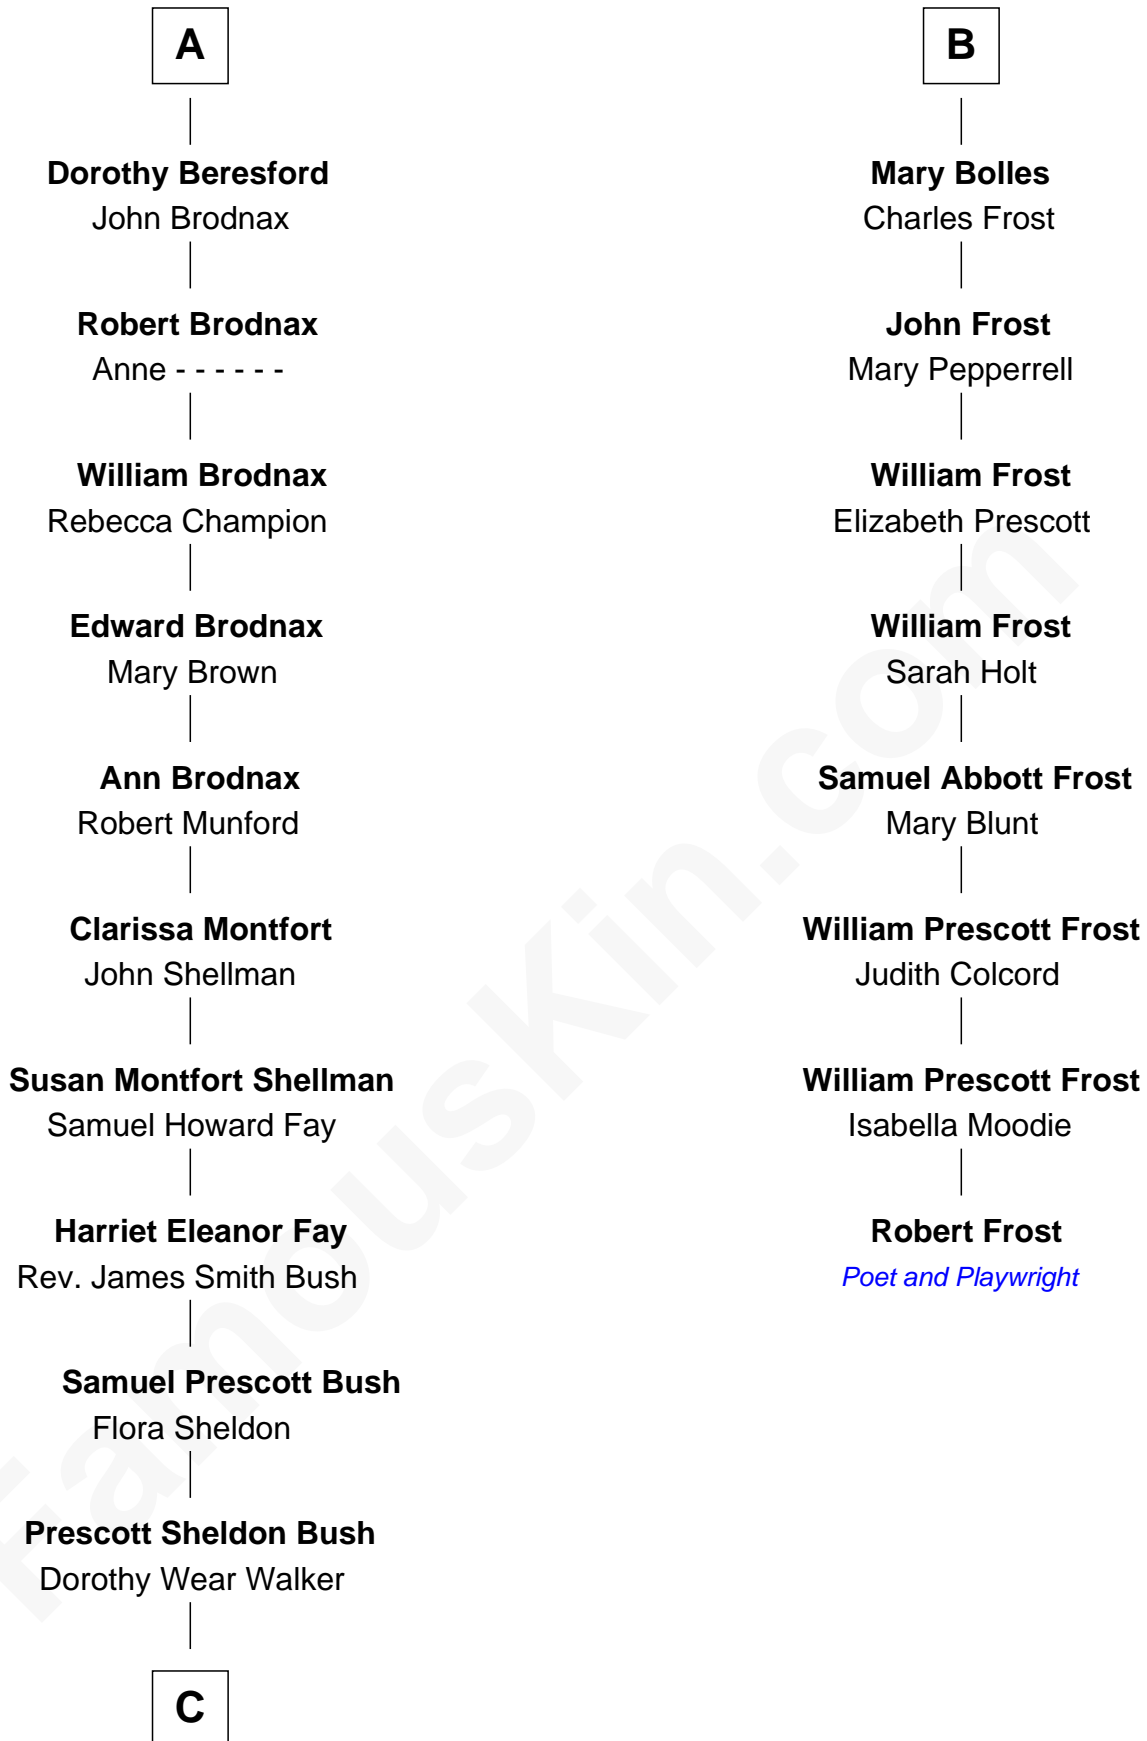 A
Dorothy Beresford
John Brodnax
Robert Brodnax
Anne - - - - - -
William Brodnax
Rebecca Champion
Edward Brodnax
Mary Brown
Ann Brodnax
Robert Munford
Clarissa Montfort
John Shellman
Susan Montfort Shellman
Samuel Howard Fay
Harriet Eleanor Fay
Rev. James Smith Bush
Samuel Prescott Bush
Flora Sheldon
Prescott Sheldon Bush
Dorothy Wear Walker
C
B
Mary Bolles
Charles Frost
John Frost
Mary Pepperrell
William Frost
Elizabeth Prescott
William Frost
Sarah Holt
Samuel Abbott Frost
Mary Blunt
William Prescott Frost
Judith Colcord
William Prescott Frost
Isabella Moodie
Robert Frost
Poet and Playwright
FamousKin.com